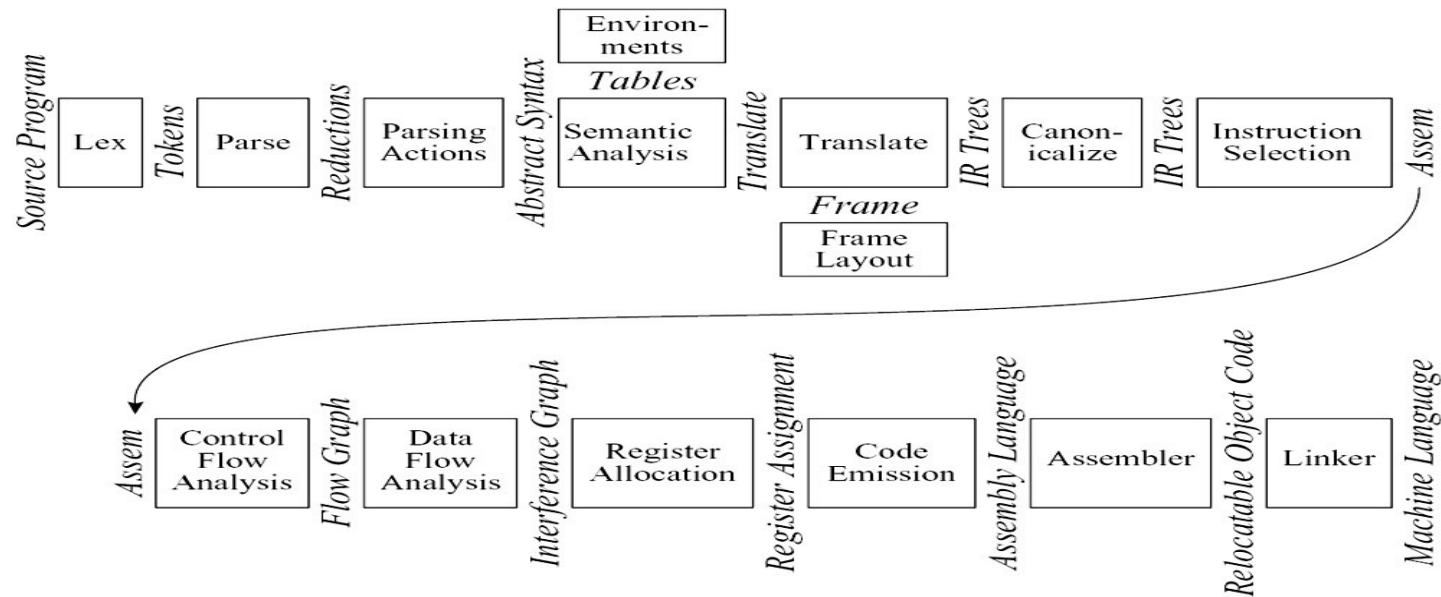 Environ-
ments
Tables
Source Program
Lex
Tokens
Parse
Reductions
Parsing
Actions
Abstract Syntax
Semantic
Analysis
Translate
Translate
IR Trees
Canon-
icalize
IR Trees
Instruction
Selection
Assem
Frame
Frame
Layout
Assem
Control
Flow
Analysis
Flow Graph
Data
Flow
Analysis
Interference Graph
Register
Allocation
Register Assignment
Code
Emission
Assembly Language
Assembler
Relocatable Object Code
Linker
Machine Language